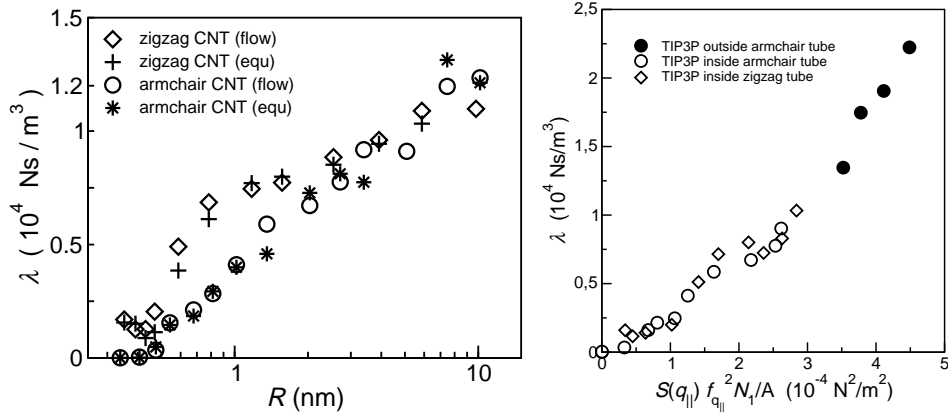 1.5
1.2
1
0.5
0
λ ( 10⁴ Ns / m³ )
zigzag CNT (flow)
zigzag CNT (equ)
armchair CNT (flow)
armchair CNT (equ)
1
10
R (nm)
2,5
2
1,5
1
0,5
0
λ (10⁴ Ns/m³)
TIP3P outside armchair tube
TIP3P inside armchair tube
TIP3P inside zigzag tube
0 1 2 3 4 5
S(q||) f_q||² N₁/A (10⁻⁴ N²/m²)